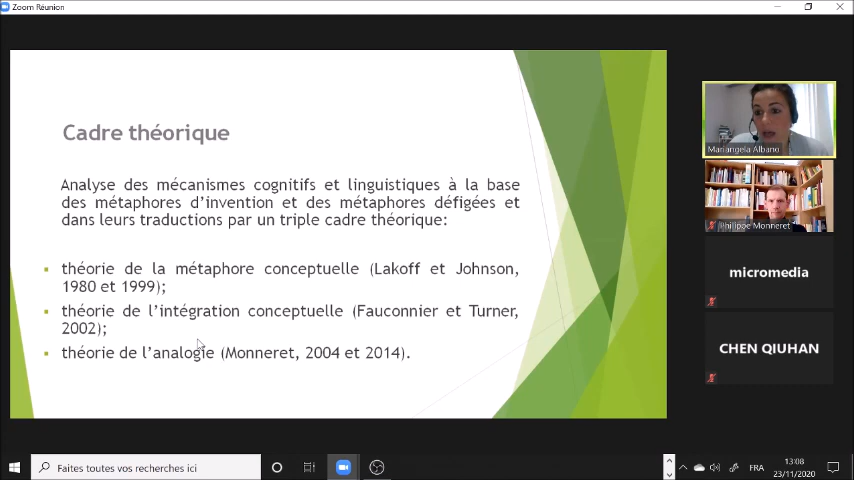 Zoom Réunion
Cadre théorique
Analyse des mécanismes cognitifs et linguistiques à la base
des métaphores d’invention et des métaphores défigées et
dans leurs traductions par un triple cadre théorique:
théorie de la métaphore conceptuelle (Lakoff et Johnson,
1980 et 1999);
théorie de l’intégration conceptuelle (Fauconnier et Turner,
2002);
théorie de l’analogie (Monneret, 2004 et 2014).
Mariangela Albano
Philippe Monneret
micromedia
CHEN QIUHAN
Faites toutes vos recherches ici
FRA
13:08
23/11/2020